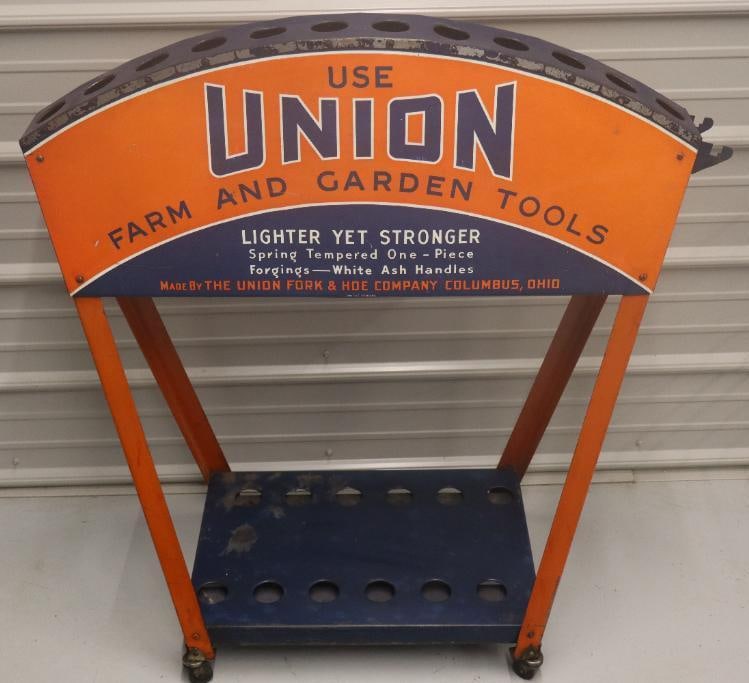 USE
UNION
FARM AND GARDEN TOOLS
LIGHTER YET STRONGER
Spring Tempered One-Piece
Forgings—White Ash Handles
MADE BY THE UNION FORK & HOE COMPANY COLUMBUS, OHIO